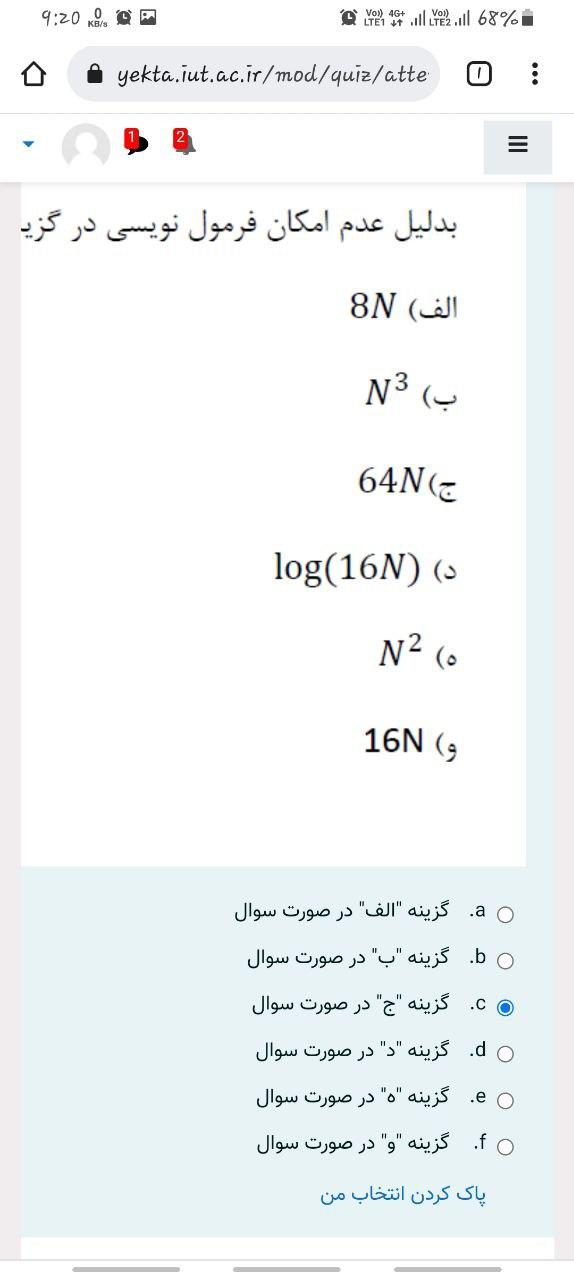 9:20 0 KB/s Vo)) LTE1 4G+ Vo)) LTE2 68%
yekta.iut.ac.ir/mod/quiz/atte 1
1 2
بدلیل عدم امکان فرمول نویسی در گزی
الف) 8N
ب) N³
ج) 64N
د) log(16N)
ه) N²
و) 16N
a. گزینه "الف" در صورت سوال
b. گزینه "ب" در صورت سوال
c. گزینه "ج" در صورت سوال
d. گزینه "د" در صورت سوال
e. گزینه "ه" در صورت سوال
f. گزینه "و" در صورت سوال
پاک کردن انتخاب من